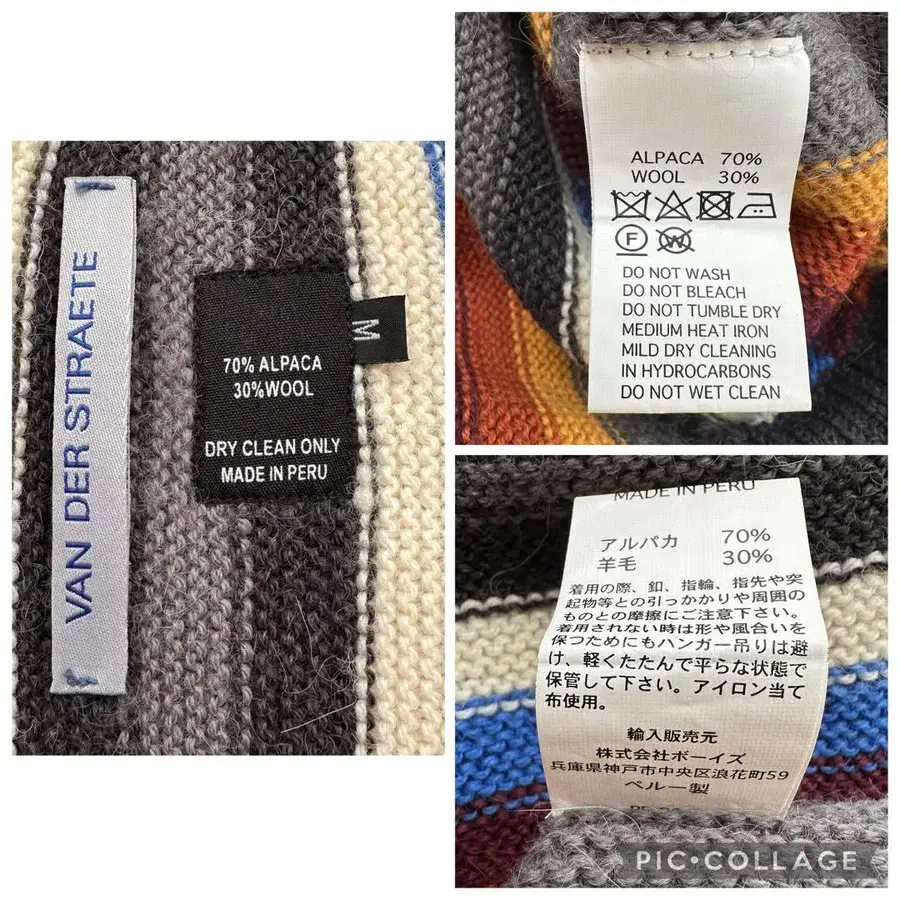 VAN DER STRAETE
M
70% ALPACA
30%WOOL
DRY CLEAN ONLY
MADE IN PERU
ALPACA 70%
WOOL 30%
F
W
DO NOT WASH
DO NOT BLEACH
DO NOT TUMBLE DRY
MEDIUM HEAT IRON
MILD DRY CLEANING
IN HYDROCARBONS
DO NOT WET CLEAN
MADE IN PERU
アルパカ 70%
羊毛 30%
着用の際、釦、指輪、指先や突
起物等との引っかかりや周囲の
ものとの摩擦にご注意下さい。
着用されない時は形や風合いを
保つためにもハンガー吊りは避
け、軽くたたんで平らな状態で
保管して下さい。アイロン当て
布使用。
輸入販売元
株式会社ボーイズ
兵庫県神戸市中央区浪花町59
ペルー製
PIC•COLLAGE